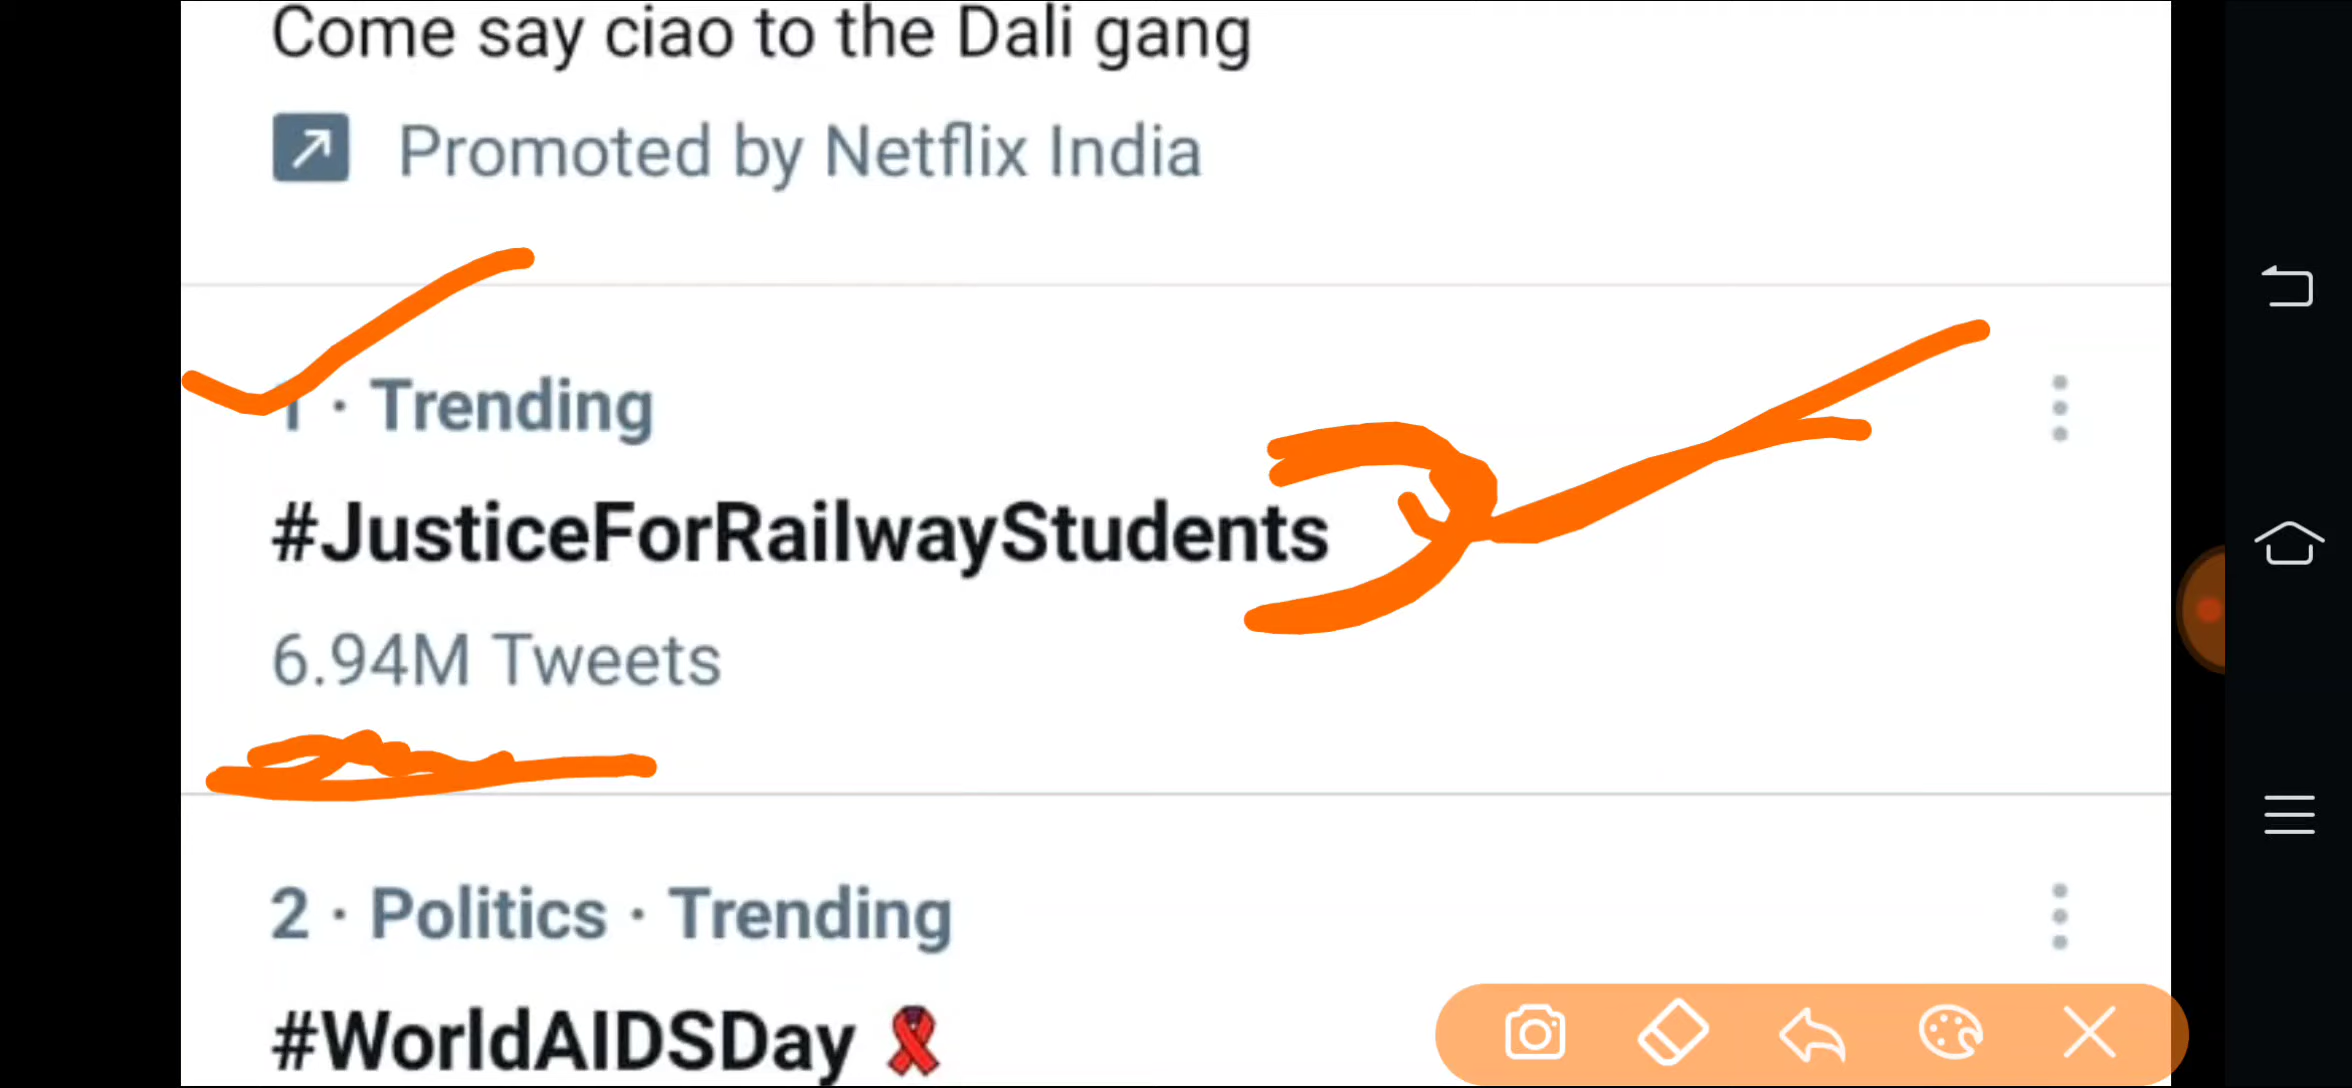 Come say ciao to the Dali gang
Promoted by Netflix India
1 · Trending
#JusticeForRailwayStudents
6.94M Tweets
2 · Politics · Trending
#WorldAIDSDay